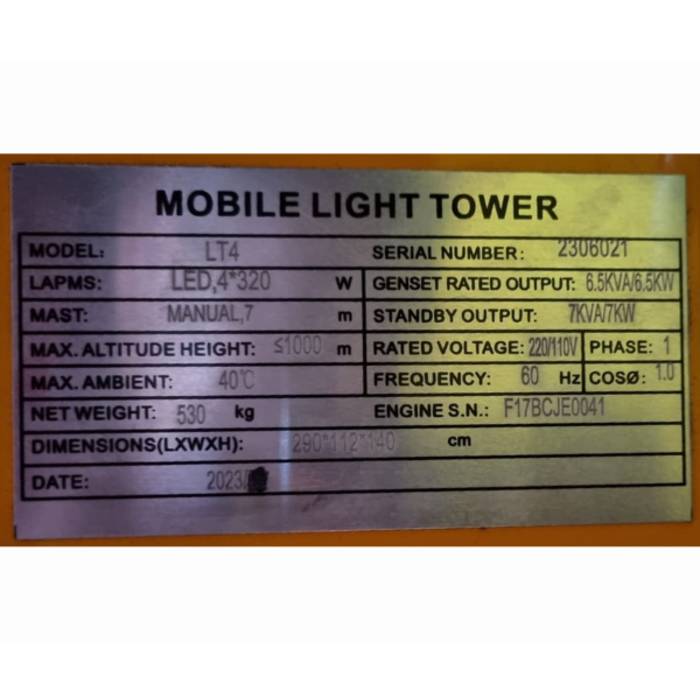 MOBILE LIGHT TOWER
MODEL: LT4 SERIAL NUMBER: 2306021
LAPMS: LED,4*320 W GENSET RATED OUTPUT: 6.5KVA/6.5KW
MAST: MANUAL,7 m STANDBY OUTPUT: 7KVA/7KW
MAX. ALTITUDE HEIGHT: ≤1000 m RATED VOLTAGE: 220/110V PHASE: 1
MAX. AMBIENT: 40℃ FREQUENCY: 60 Hz COSØ: 1.0
NET WEIGHT: 530 kg ENGINE S.N.: F17BCJE0041
DIMENSIONS(LXWXH): 290*112*140 cm
DATE: 2023/